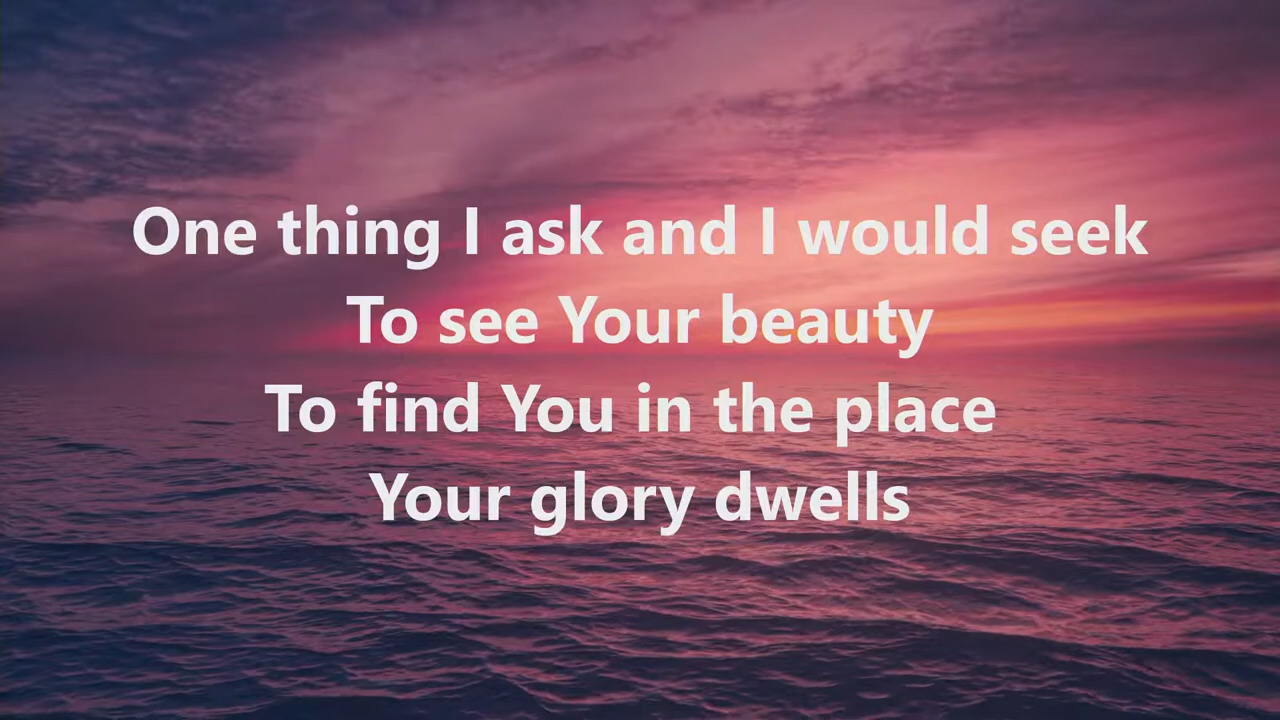 One thing I ask and I would seek
To see Your beauty
To find You in the place
Your glory dwells